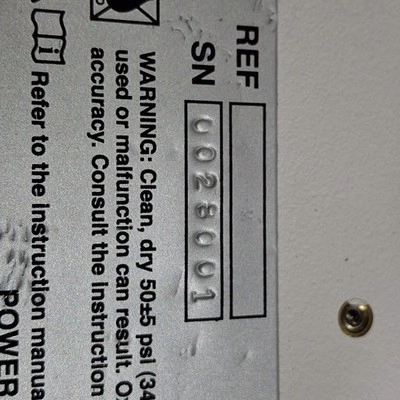 REF
SN 0028001
WARNING: Clean, dry 50±5 psi (34
used or malfunction can result. O
accuracy. Consult the Instruction
Refer to the instruction manua
POWER